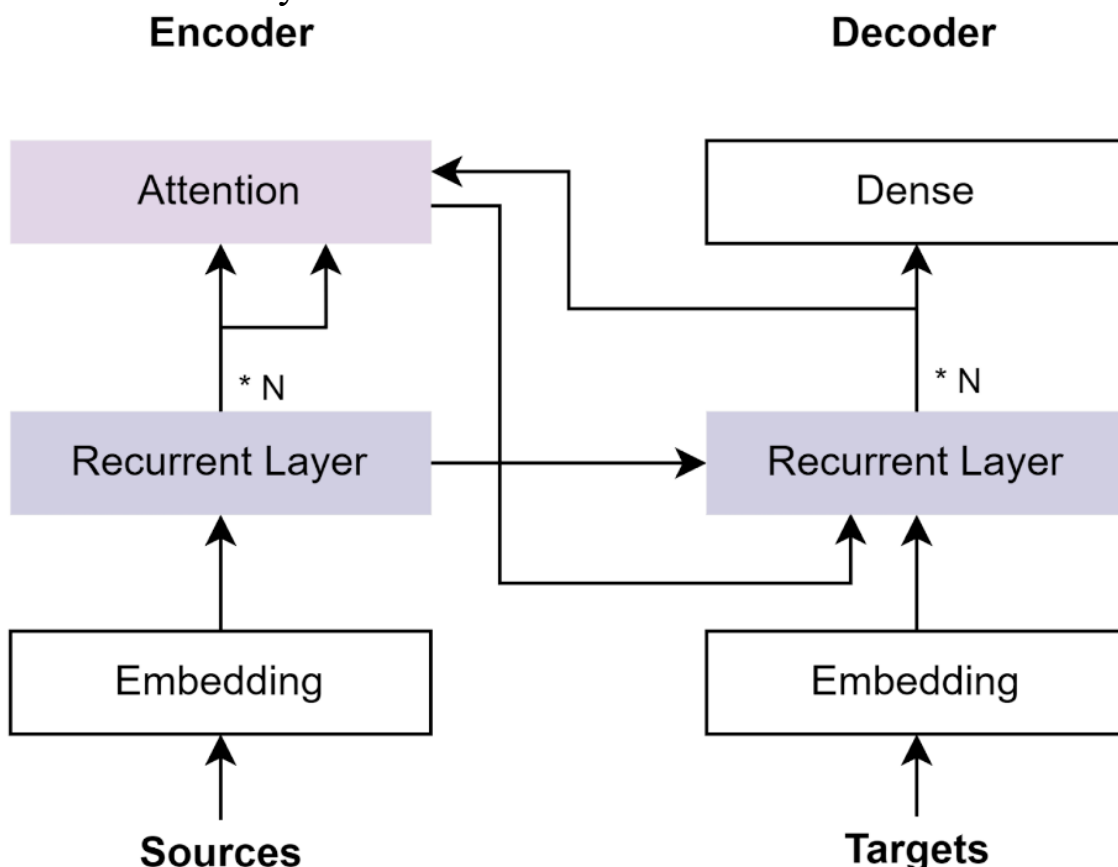 Encoder
Decoder
Attention
Dense
* N
* N
Recurrent Layer
Recurrent Layer
Embedding
Embedding
Sources
Targets